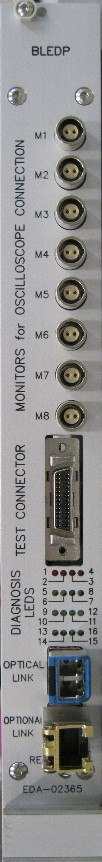 BLEDP
MONITORS for OSCILLOSCOPE CONNECTION
M1
M2
M3
M4
M5
M6
M7
M8
TEST CONNECTOR
DIAGNOSIS
LEDS
1 4
2 3
5 8
6 7
9 12
10 11
13 16
14 15
OPTICAL
LINK
OPTIONAL
LINK
EDA-02365